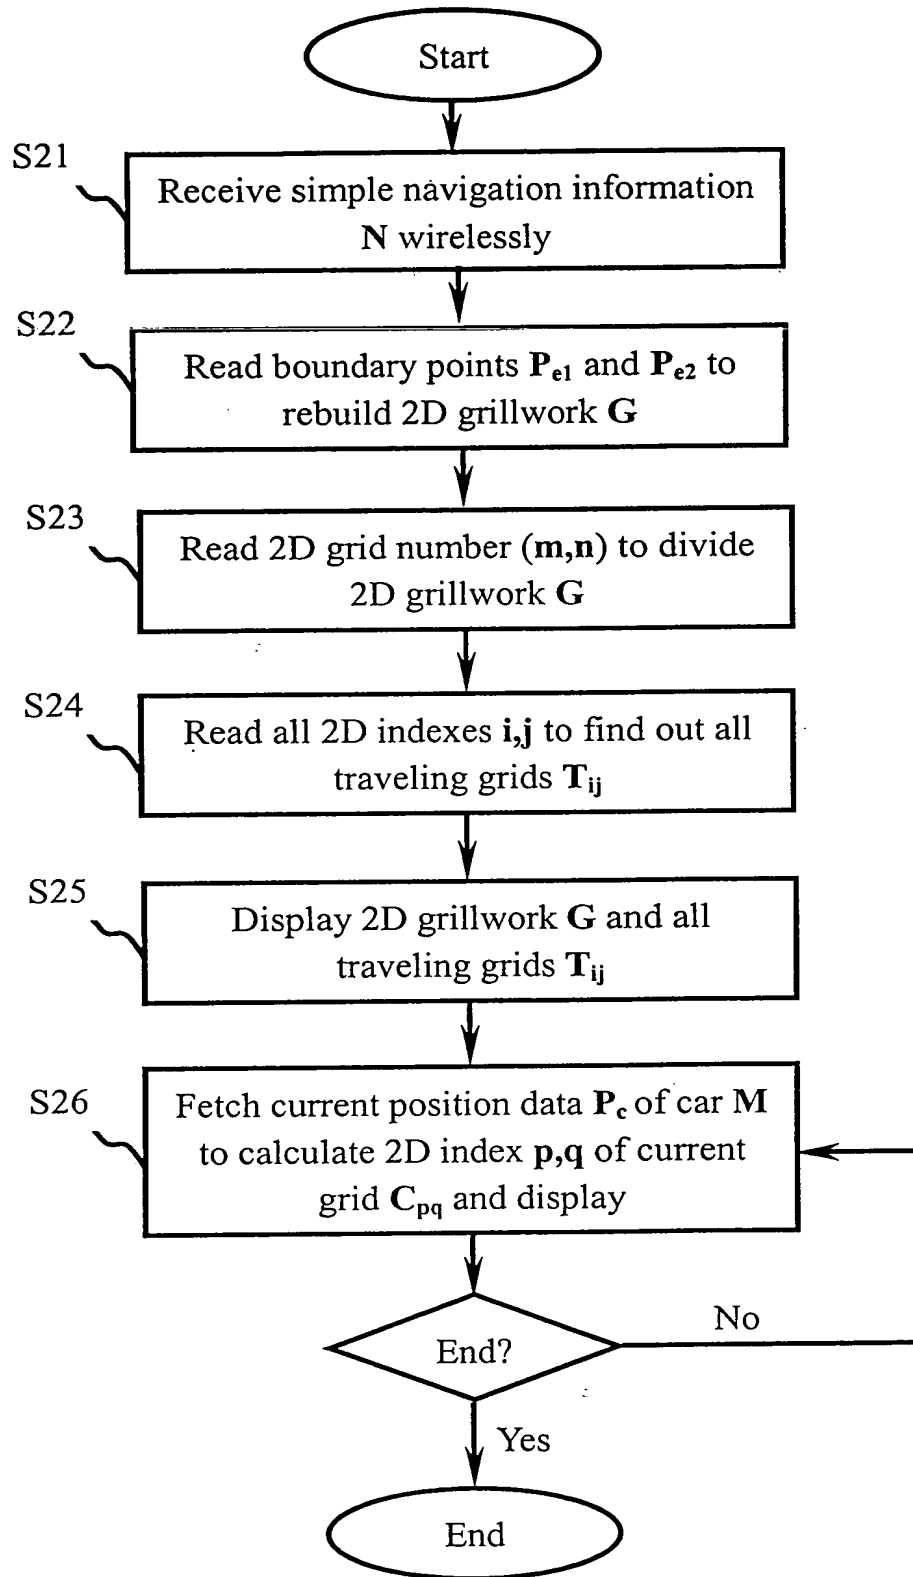 Start
S21
Receive simple navigation information
N wirelessly
S22
Read boundary points Pe1 and Pe2 to
rebuild 2D grillwork G
S23
Read 2D grid number (m,n) to divide
2D grillwork G
S24
Read all 2D indexes i,j to find out all
traveling grids Tij
S25
Display 2D grillwork G and all
traveling grids Tij
S26
Fetch current position data Pc of car M
to calculate 2D index p,q of current
grid Cpq and display
End?
No
Yes
End